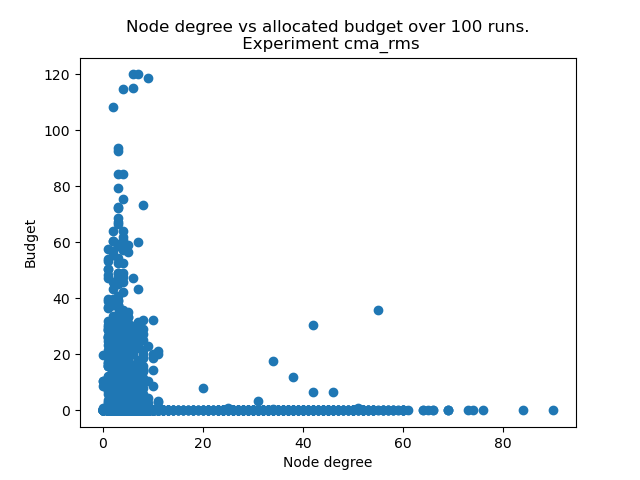 Node degree vs allocated budget over 100 runs.
Experiment cma_rms
120
100
80
60
40
20
0
Budget
0 20 40 60 80
Node degree